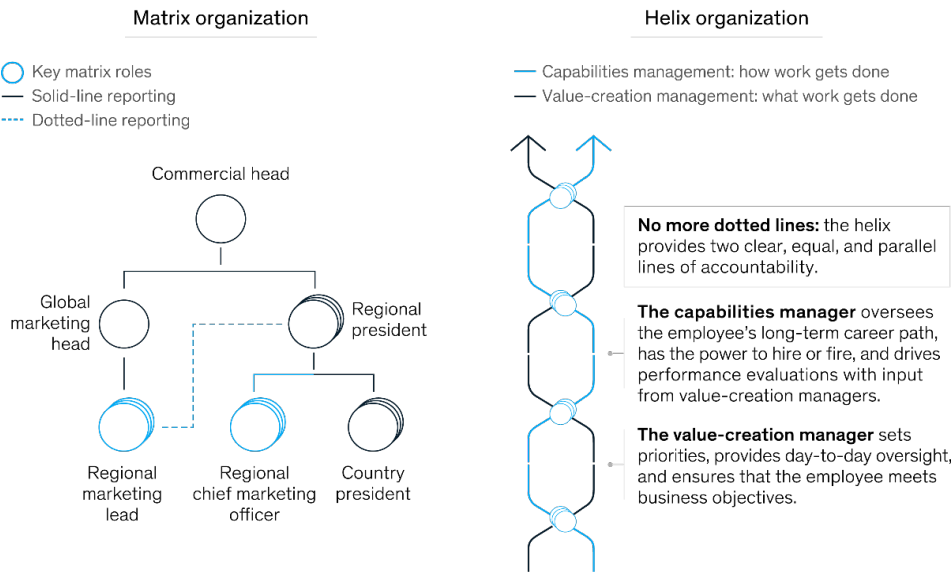 Matrix organization
Key matrix roles
Solid-line reporting
Dotted-line reporting
Commercial head
Global
marketing
head
Regional
president
Regional
marketing
lead
Regional
chief marketing
officer
Country
president
Helix organization
Capabilities management: how work gets done
Value-creation management: what work gets done
No more dotted lines: the helix
provides two clear, equal, and parallel
lines of accountability.
The capabilities manager oversees
the employee's long-term career path,
has the power to hire or fire, and drives
performance evaluations with input
from value-creation managers.
The value-creation manager sets
priorities, provides day-to-day oversight,
and ensures that the employee meets
business objectives.